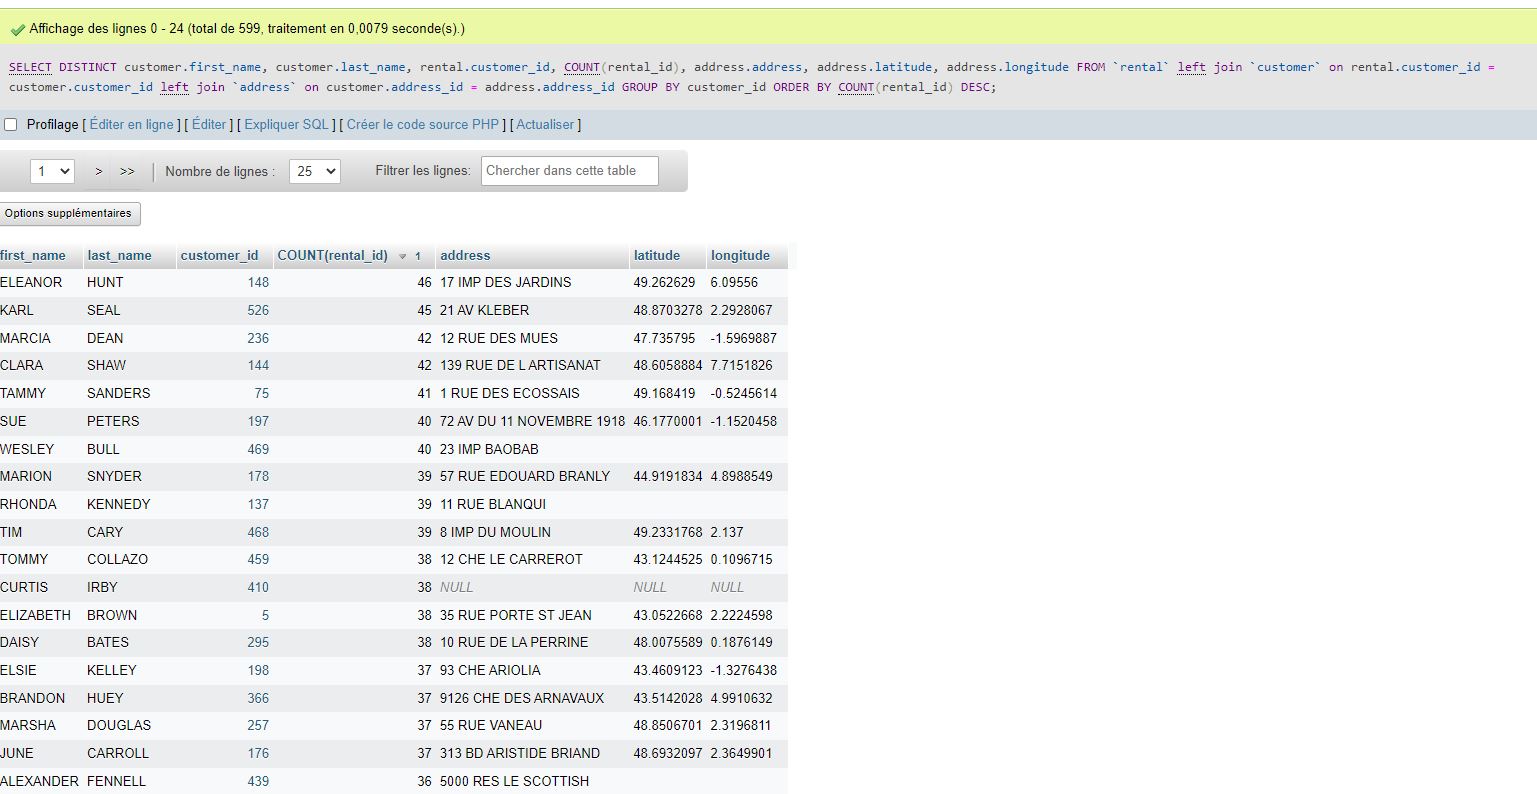 Affichage des lignes 0 - 24 (total de 599, traitement en 0,0079 seconde(s).)
SELECT DISTINCT customer.first_name, customer.last_name, rental.customer_id, COUNT(rental_id), address.address, address.latitude, address.longitude FROM `rental` left join `customer` on rental.customer_id =
customer.customer_id left join `address` on customer.address_id = address.address_id GROUP BY customer_id ORDER BY COUNT(rental_id) DESC;
Profilage [ Éditer en ligne ] [ Éditer ] [ Expliquer SQL ] [ Créer le code source PHP ] [ Actualiser ]
1 > >> | Nombre de lignes : 25 Filtrer les lignes: Chercher dans cette table
Options supplémentaires
first_name last_name customer_id COUNT(rental_id) 1 address latitude longitude
ELEANOR HUNT 148 46 17 IMP DES JARDINS 49.262629 6.09556
KARL SEAL 526 45 21 AV KLEBER 48.8703278 2.2928067
MARCIA DEAN 236 42 12 RUE DES MUES 47.735795 -1.5969887
CLARA SHAW 144 42 139 RUE DE L ARTISANAT 48.6058884 7.7151826
TAMMY SANDERS 75 41 1 RUE DES ECOSSAIS 49.168419 -0.5245614
SUE PETERS 197 40 72 AV DU 11 NOVEMBRE 1918 46.1770001 -1.1520458
WESLEY BULL 469 40 23 IMP BAOBAB
MARION SNYDER 178 39 57 RUE EDOUARD BRANLY 44.9191834 4.8988549
RHONDA KENNEDY 137 39 11 RUE BLANQUI
TIM CARY 468 39 8 IMP DU MOULIN 49.2331768 2.137
TOMMY COLLAZO 459 38 12 CHE LE CARREROT 43.1244525 0.1096715
CURTIS IRBY 410 38 NULL NULL NULL
ELIZABETH BROWN 5 38 35 RUE PORTE ST JEAN 43.0522668 2.2224598
DAISY BATES 295 38 10 RUE DE LA PERRINE 48.0075589 0.1876149
ELSIE KELLEY 198 37 93 CHE ARIOLIA 43.4609123 -1.3276438
BRANDON HUEY 366 37 9126 CHE DES ARNAVAUX 43.5142028 4.9910632
MARSHA DOUGLAS 257 37 55 RUE VANEAU 48.8506701 2.3196811
JUNE CARROLL 176 37 313 BD ARISTIDE BRIAND 48.6932097 2.3649901
ALEXANDER FENNELL 439 36 5000 RES LE SCOTTISH